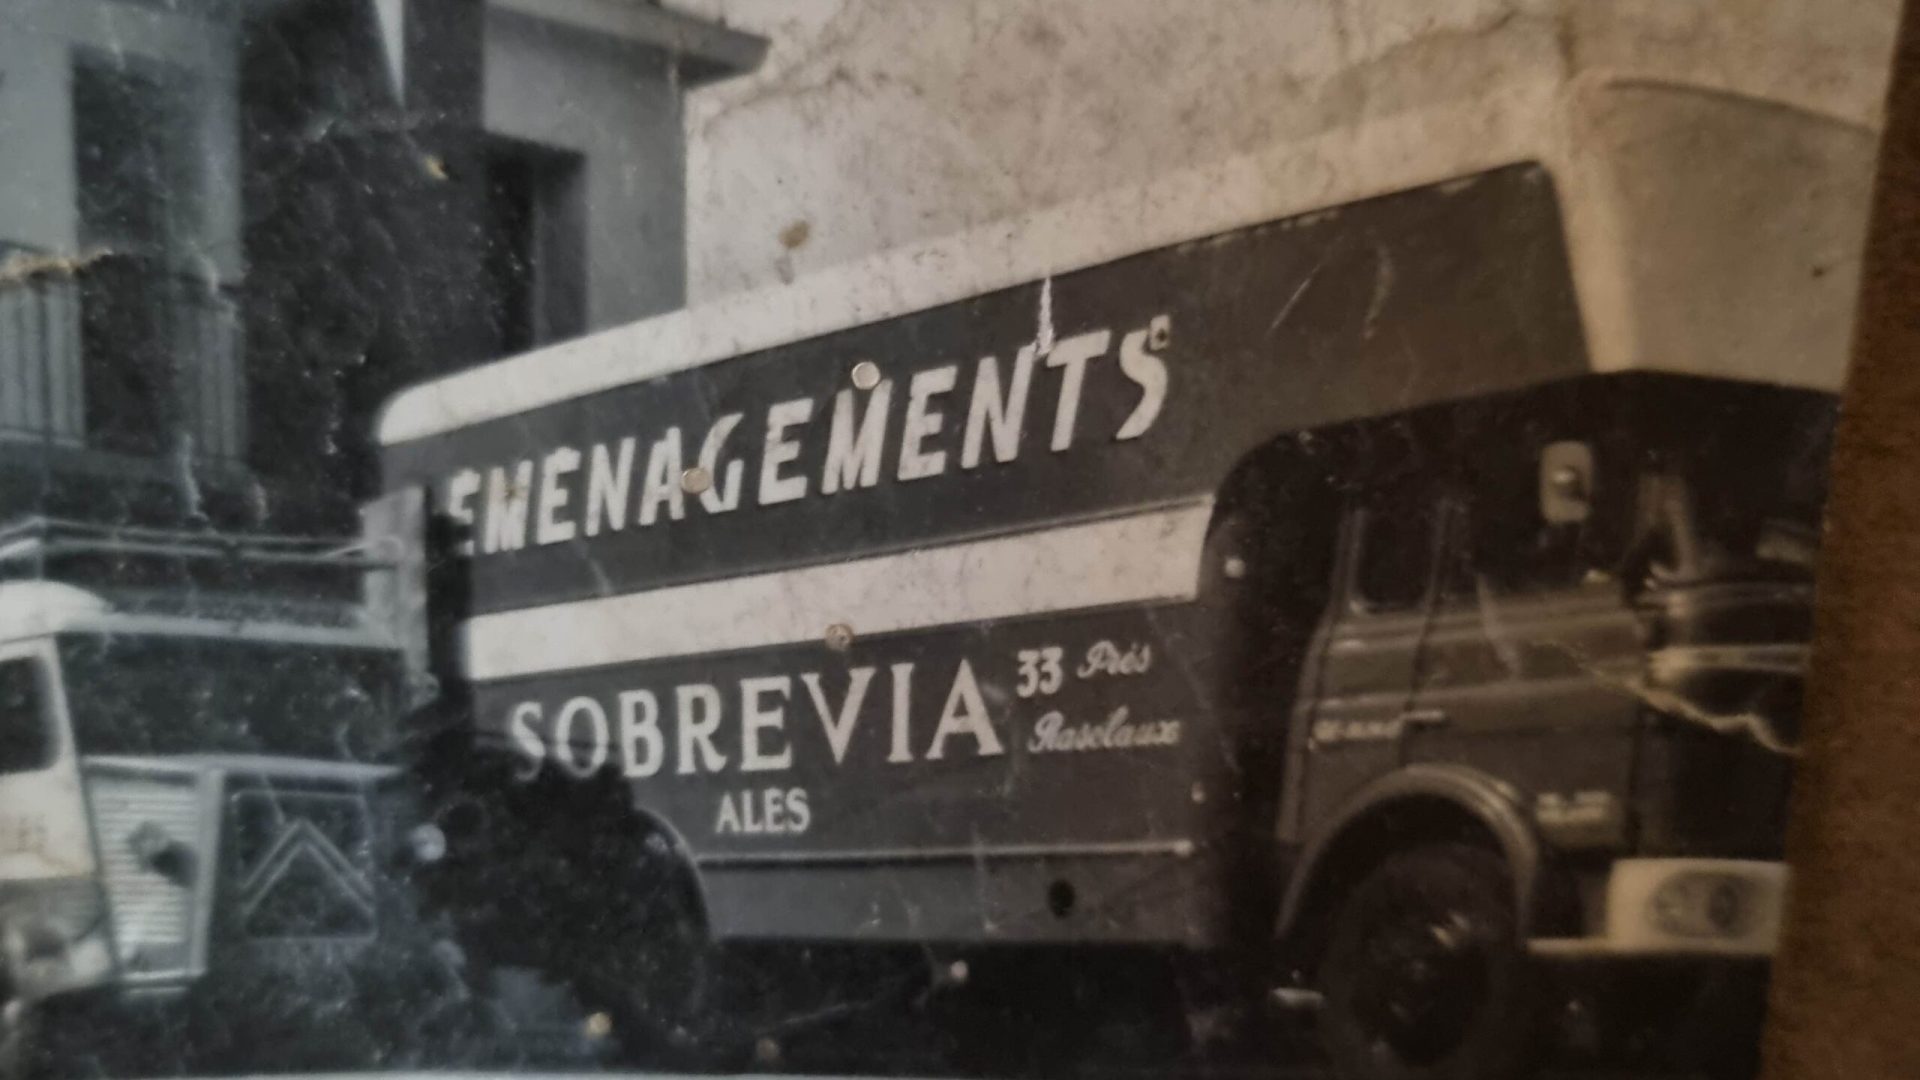 EMENAGEMENTS
SOBREVIA
33 Prés
Rasclaux
ALES